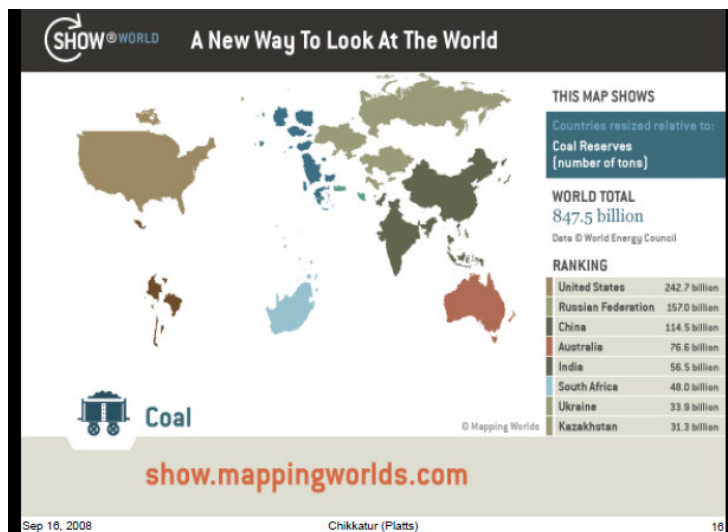 SHOW®WORLD
A New Way To Look At The World
THIS MAP SHOWS
Countries resized relative to:
Coal Reserves
(number of tons)
WORLD TOTAL
847.5 billion
Data © World Energy Council
RANKING
United States 242.7 billion
Russian Federation 157.0 billion
China 114.5 billion
Australia 76.6 billion
India 56.5 billion
South Africa 48.0 billion
Ukraine 33.9 billion
Kazakhstan 31.3 billion
Coal
© Mapping Worlds
show.mappingworlds.com
Sep 16, 2008
Chikkatur (Platts)
16